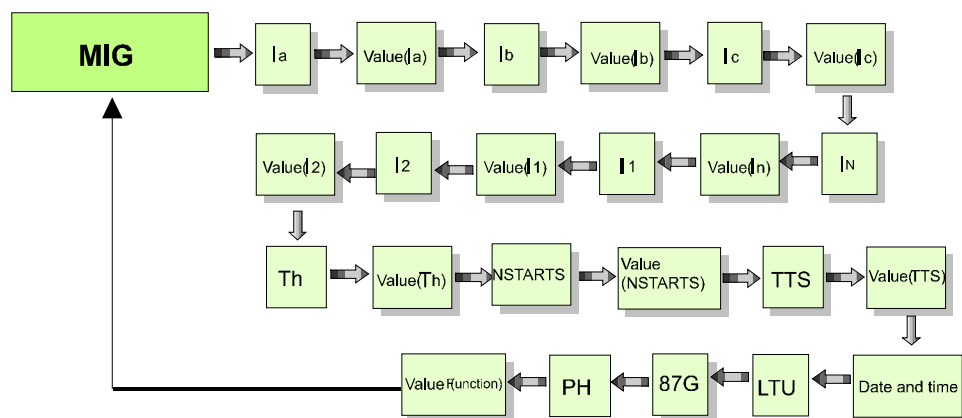 MIG
Ia
Value(Ia)
Ib
Value(Ib)
Ic
Value(Ic)
IN
Value(In)
I1
Value(I1)
I2
Value(I2)
Th
Value(Th)
NSTARTS
Value
(NSTARTS)
TTS
Value(TTS)
Date and time
LTU
87G
PH
Value (Function)